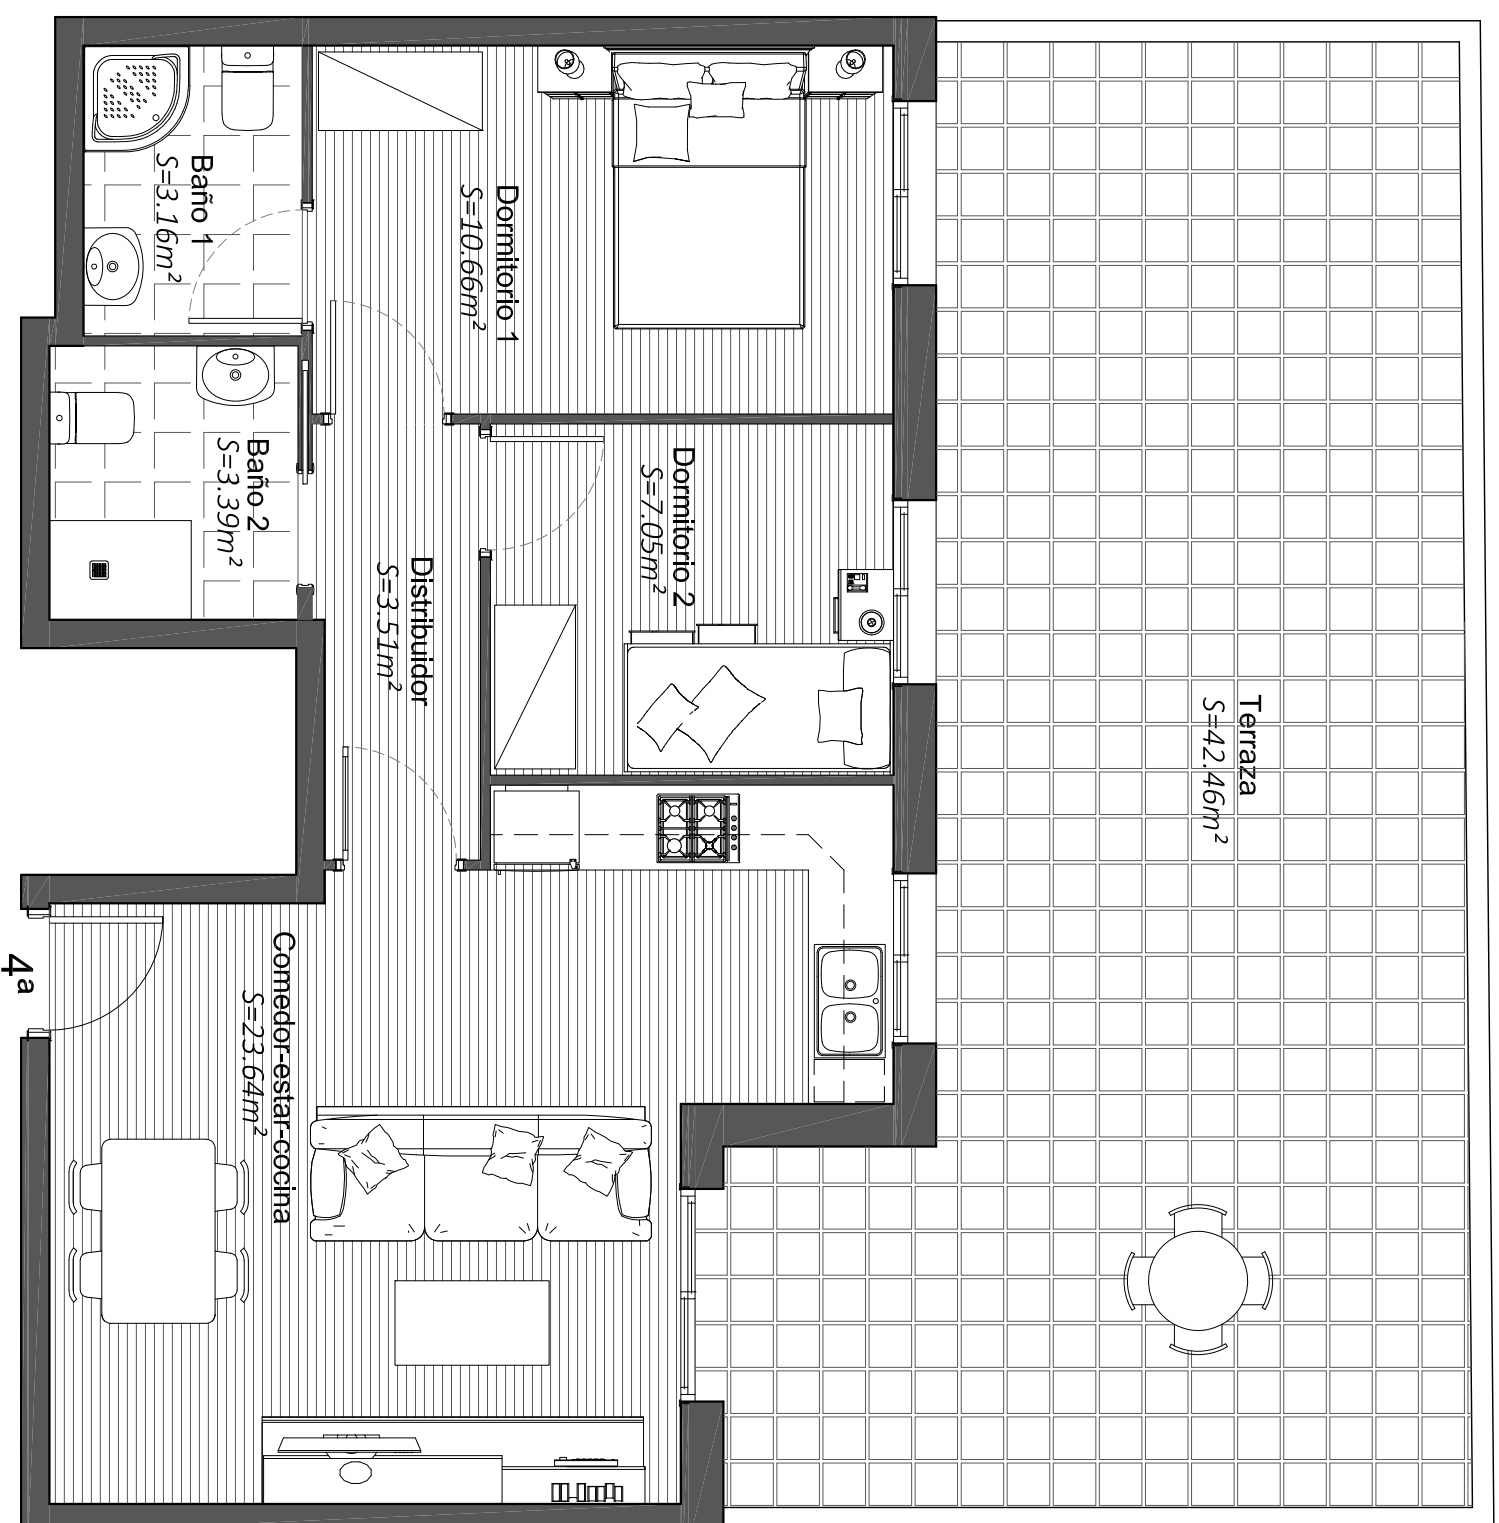 Baño 1
S=3.16m²
Dormitorio 1
S=10.66m²
Baño 2
S=3.39m²
Dormitorio 2
S=7.05m²
Distribuidor
S=3.51m²
Terraza
S=42.46m²
Comedor-estar-cocina
S=23.64m²
4ª